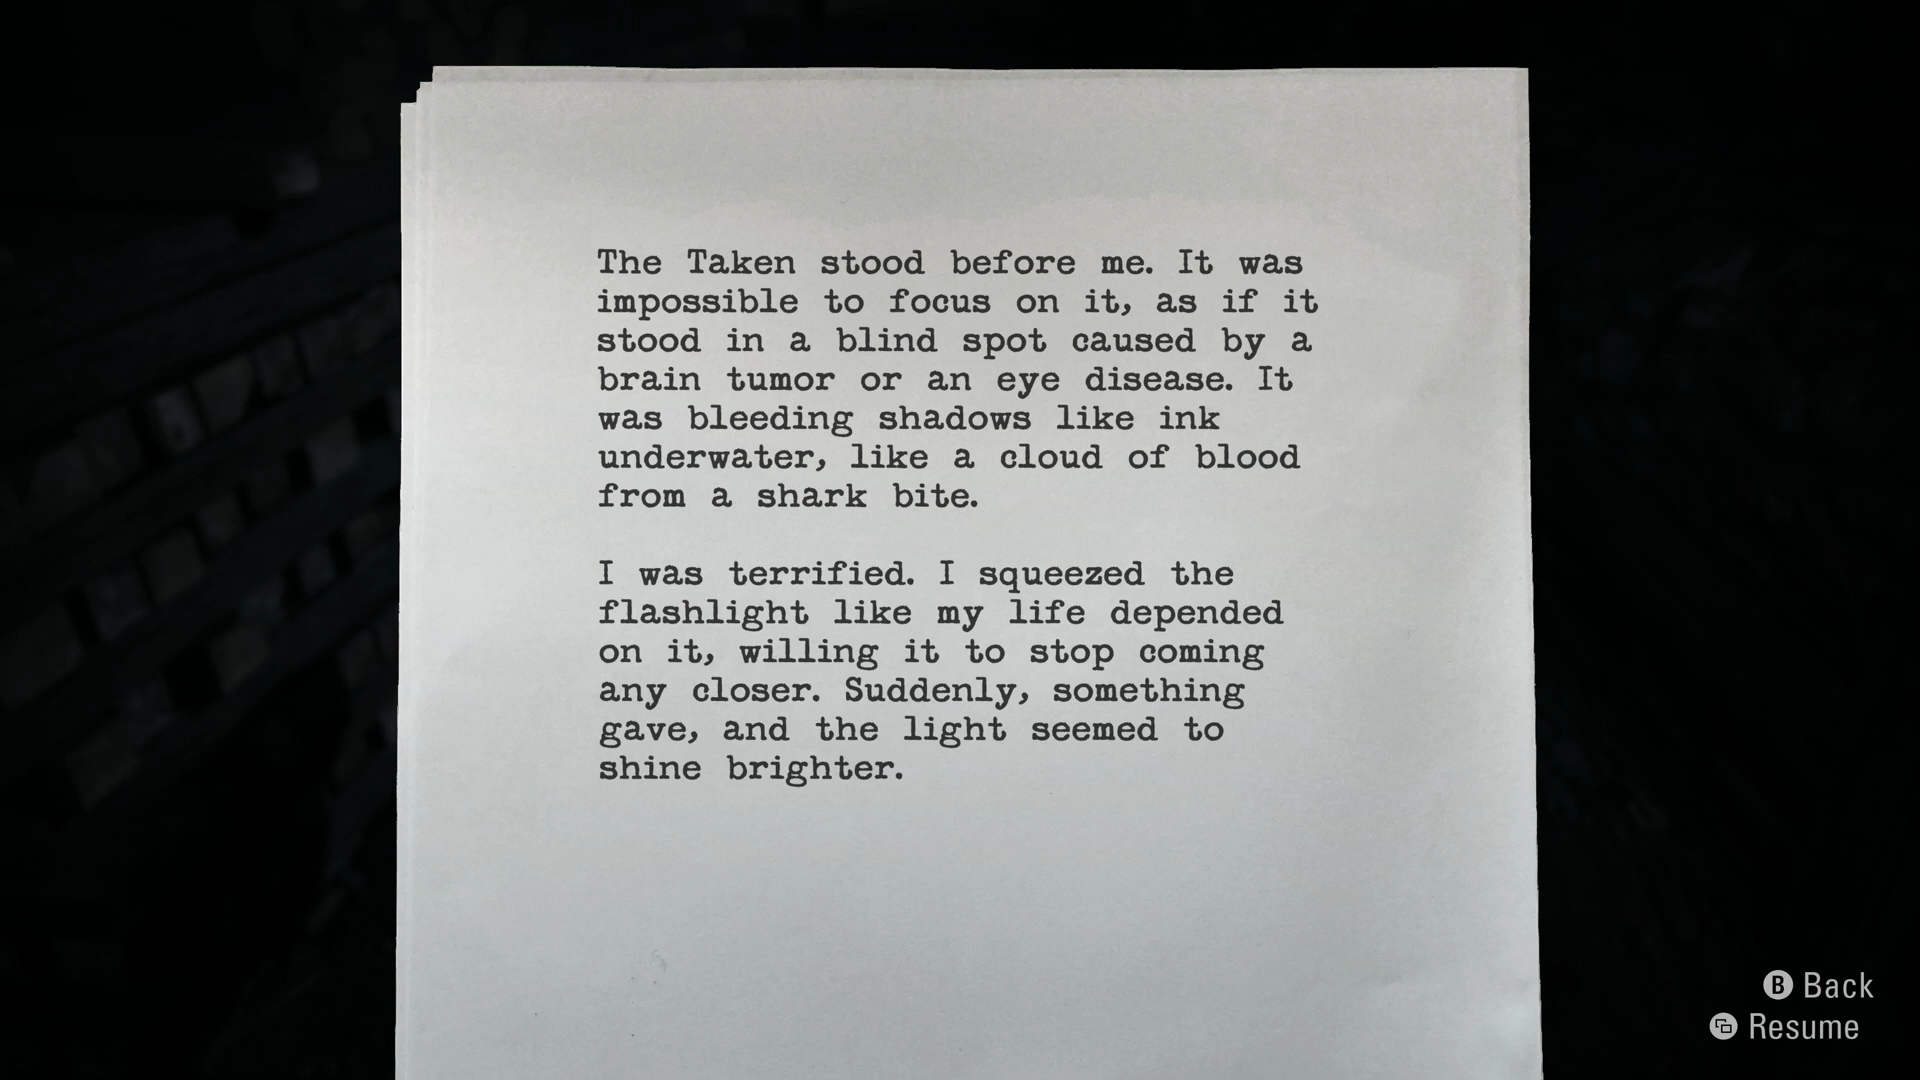 The Taken stood before me. It was
impossible to focus on it, as if it
stood in a blind spot caused by a
brain tumor or an eye disease. It
was bleeding shadows like ink
underwater, like a cloud of blood
from a shark bite.
I was terrified. I squeezed the
flashlight like my life depended
on it, willing it to stop coming
any closer. Suddenly, something
gave, and the light seemed to
shine brighter.
B Back
Resume